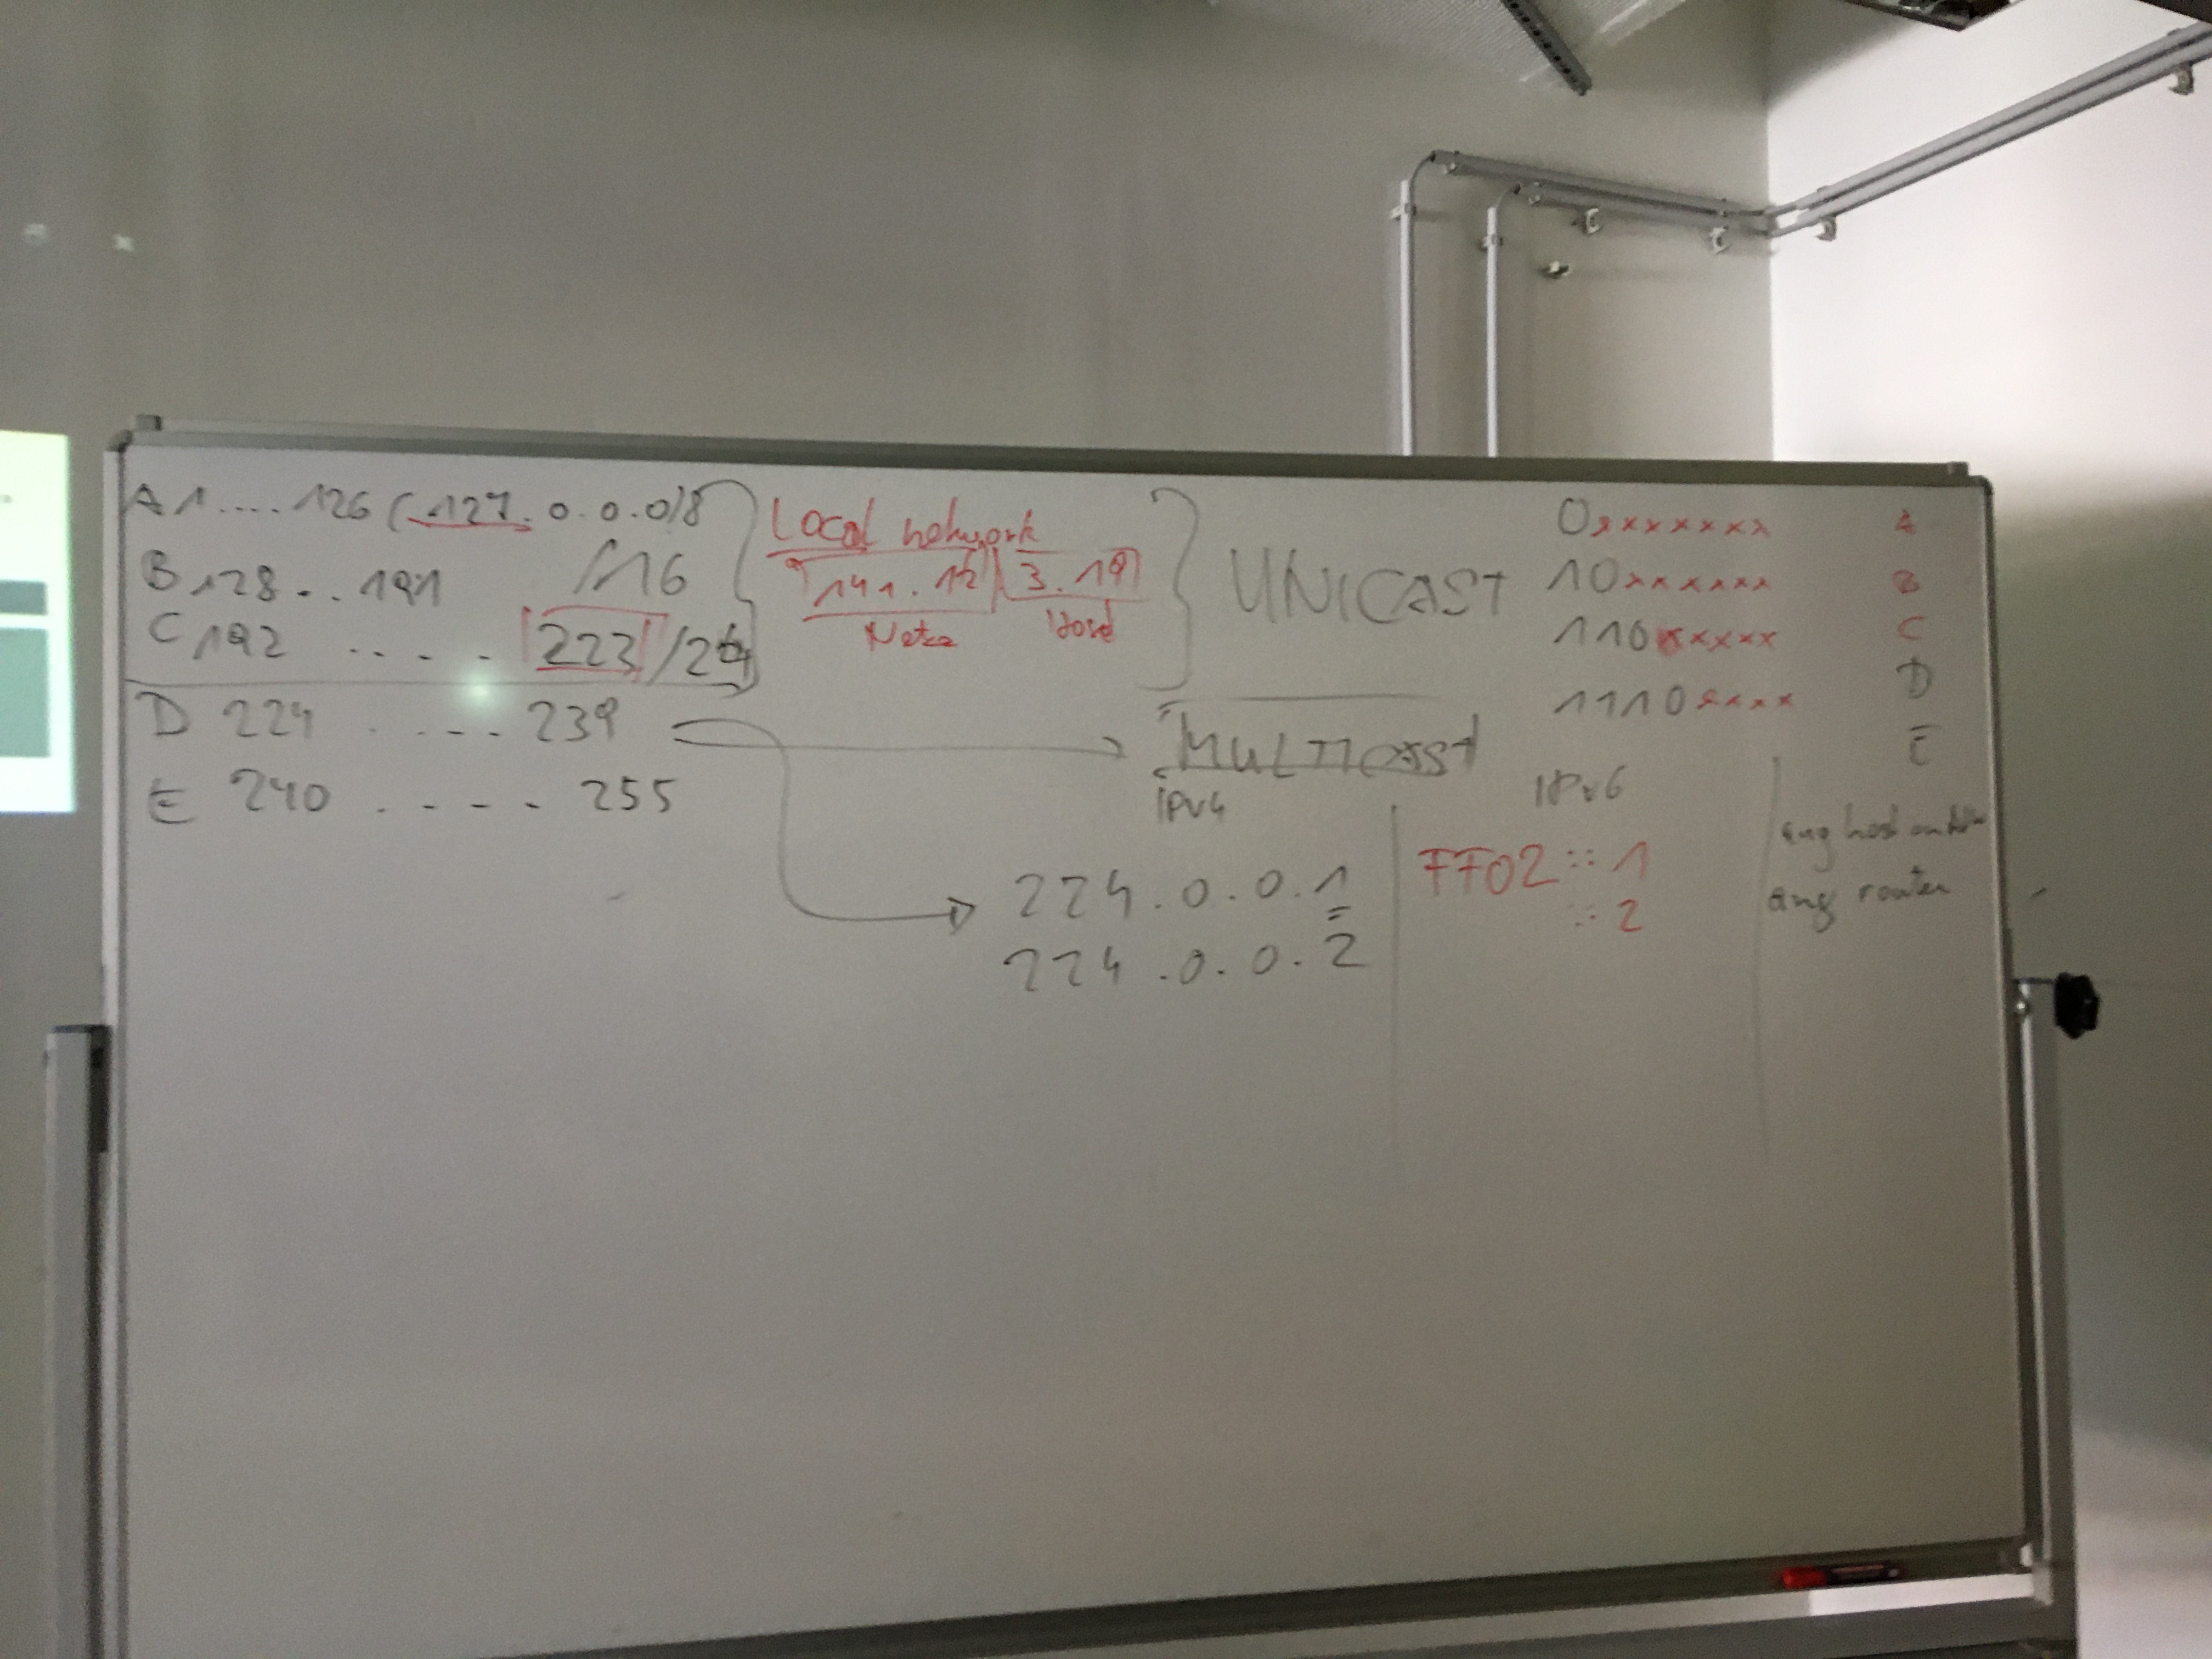 A 1....126 (127.0.0.0/8
B 128...191 /16
C 192 ..... 223 /24
D 224 ..... 239
E 240 ..... 255
Local network
141.12 3.19
Netz Host
UNICAST
MULTICAST
0xxxxxxx A
10xxxxxx B
110xxxxx C
1110xxxx D
E
IPv4 IPv6
224.0.0.1 FF02::1 any host on
224.0.0.2 ::2 any router